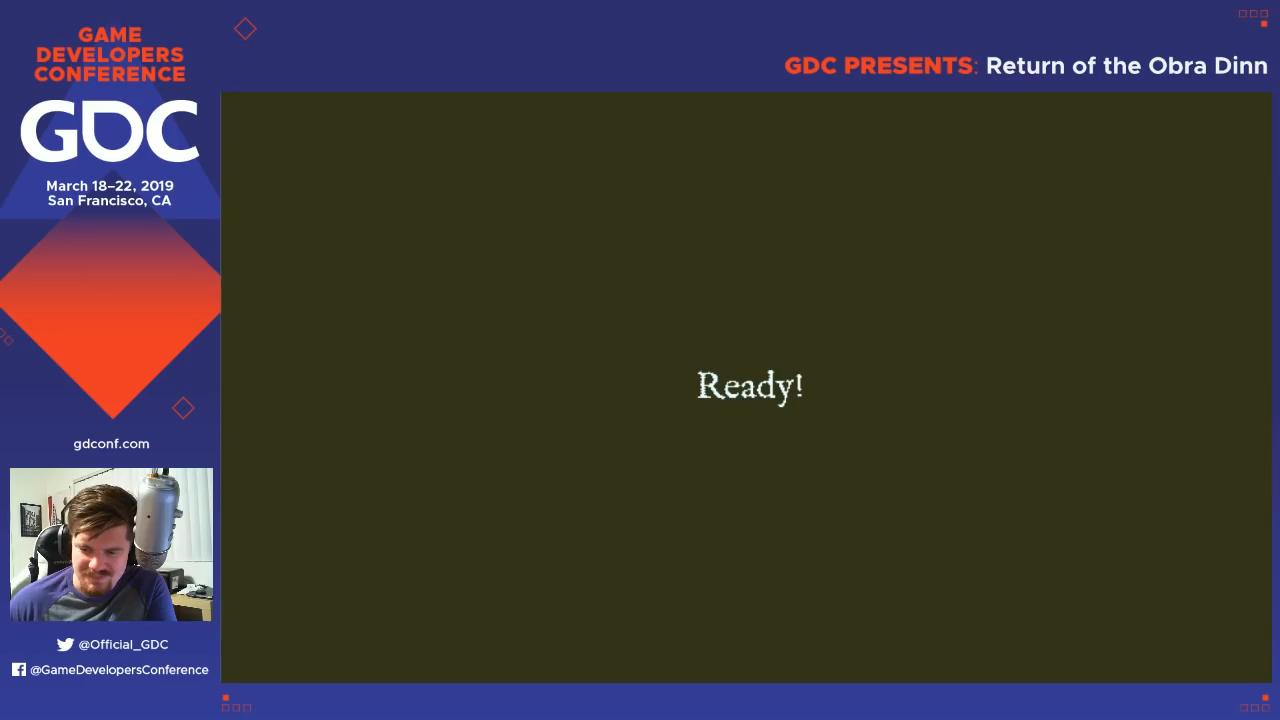 GAME
DEVELOPERS
CONFERENCE
GDC
March 18–22, 2019
San Francisco, CA
gdconf.com
@Official_GDC
@GameDevelopersConference
GDC PRESENTS: Return of the Obra Dinn
Ready!